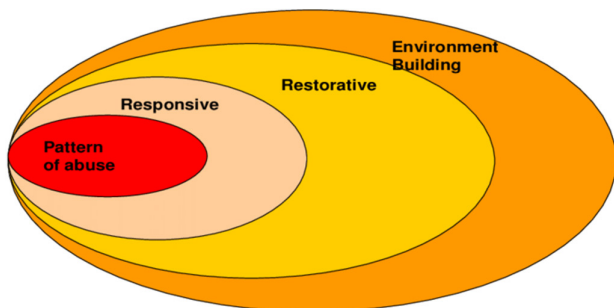 Environment
Building
Restorative
Responsive
Pattern
of abuse